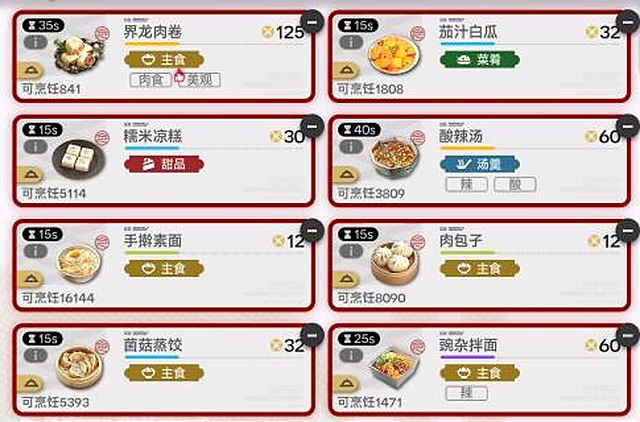 35s
界龙肉卷
125
主食
肉食 美观
可烹饪841
15s
茄汁白瓜
32
菜肴
可烹饪1808
15s
糯米凉糕
30
甜品
可烹饪5114
40s
酸辣汤
60
汤羹
辣 酸
可烹饪3809
15s
手擀素面
12
主食
可烹饪16144
15s
肉包子
12
主食
可烹饪8090
15s
菌菇蒸饺
32
主食
可烹饪5393
25s
豌杂拌面
60
主食
辣
可烹饪1471